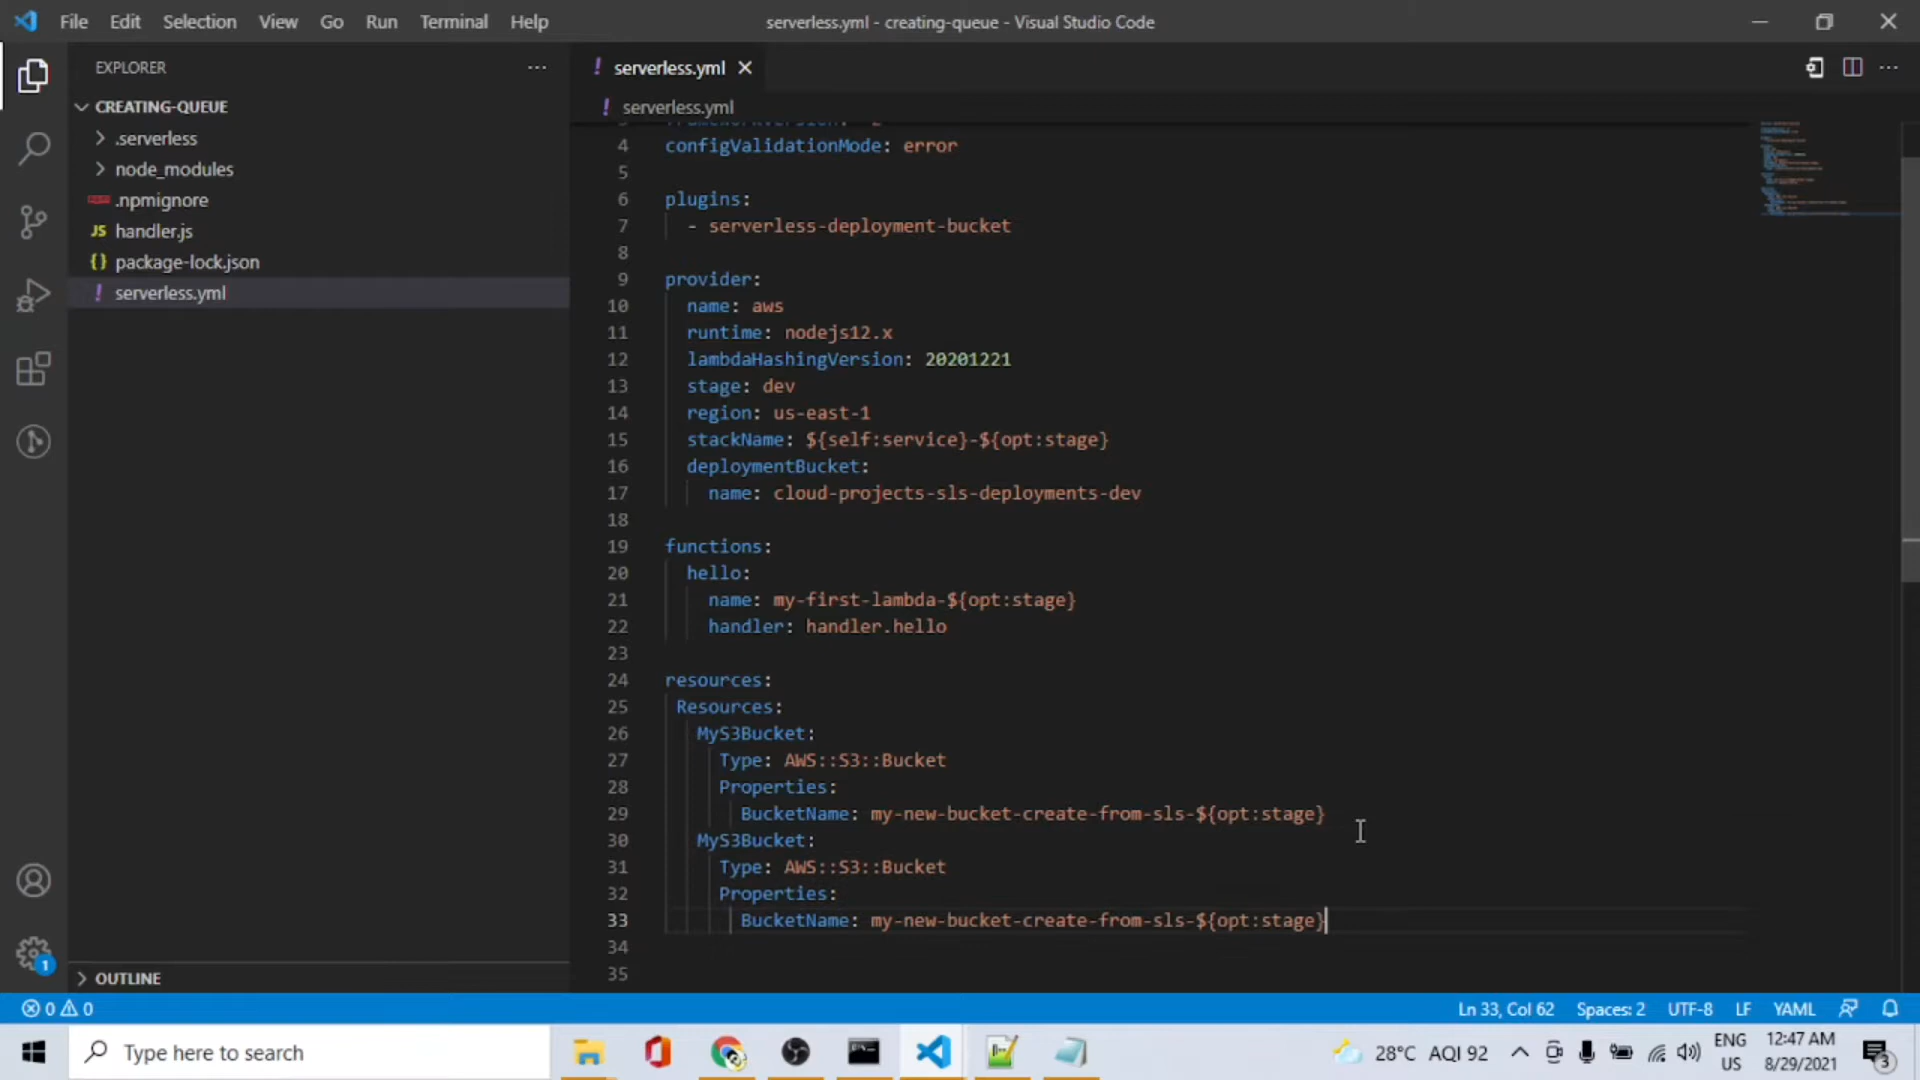 File Edit Selection View Go Run Terminal Help
serverless.yml - creating-queue - Visual Studio Code
EXPLORER
CREATING-QUEUE
.serverless
node_modules
.npmignore
JS handler.js
{} package-lock.json
! serverless.yml
OUTLINE
! serverless.yml
! serverless.yml
4 configValidationMode: error
5
6 plugins:
7 - serverless-deployment-bucket
8
9 provider:
10 name: aws
11 runtime: nodejs12.x
12 lambdaHashingVersion: 20201221
13 stage: dev
14 region: us-east-1
15 stackName: ${self:service}-${opt:stage}
16 deploymentBucket:
17 name: cloud-projects-sls-deployments-dev
18
19 functions:
20 hello:
21 name: my-first-lambda-${opt:stage}
22 handler: handler.hello
23
24 resources:
25 Resources:
26 MyS3Bucket:
27 Type: AWS::S3::Bucket
28 Properties:
29 BucketName: my-new-bucket-create-from-sls-${opt:stage}
30 MyS3Bucket:
31 Type: AWS::S3::Bucket
32 Properties:
33 BucketName: my-new-bucket-create-from-sls-${opt:stage}
34
35
1
0 0
Ln 33, Col 62 Spaces: 2 UTF-8 LF YAML
Type here to search
28°C AQI 92
ENG
US
12:47 AM
8/29/2021
3